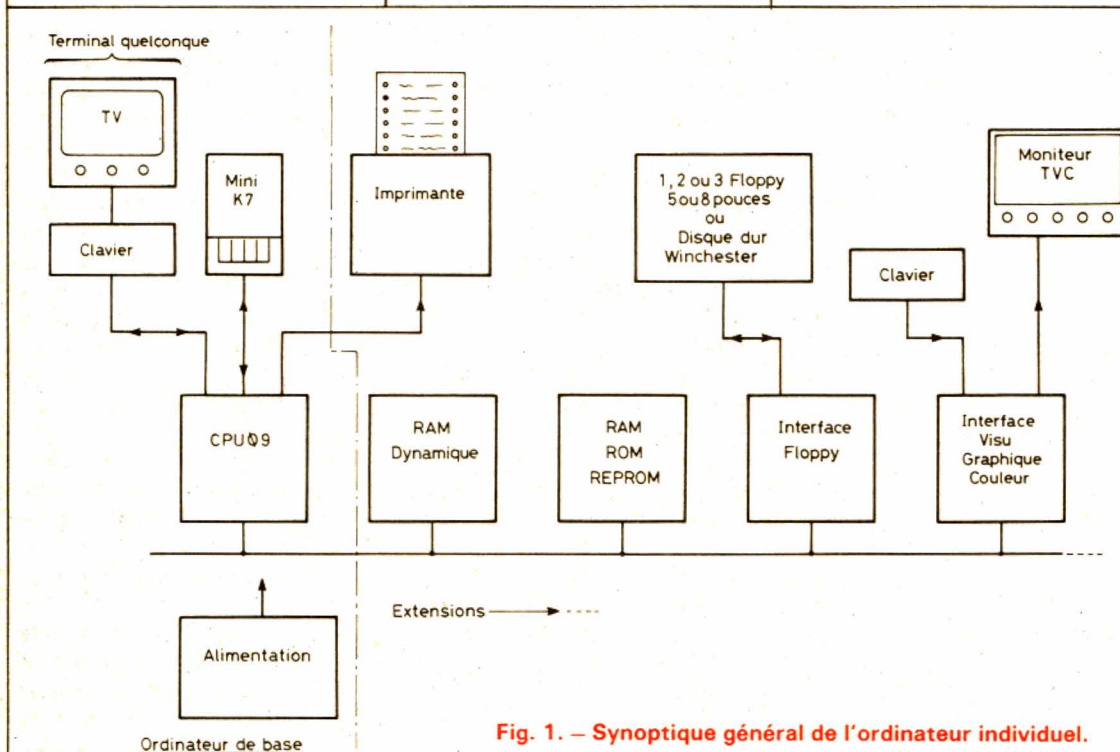 Terminal quelconque
TV
Clavier
Mini
K7
Imprimante
1, 2 ou 3 Floppy
5 ou 8 pouces
ou
Disque dur
Winchester
Clavier
Moniteur
TVC
CPU09
RAM
Dynamique
RAM
ROM
REPROM
Interface
Floppy
Interface
Visu
Graphique
Couleur
Alimentation
Extensions
Ordinateur de base
Fig. 1. — Synoptique général de l'ordinateur individuel.